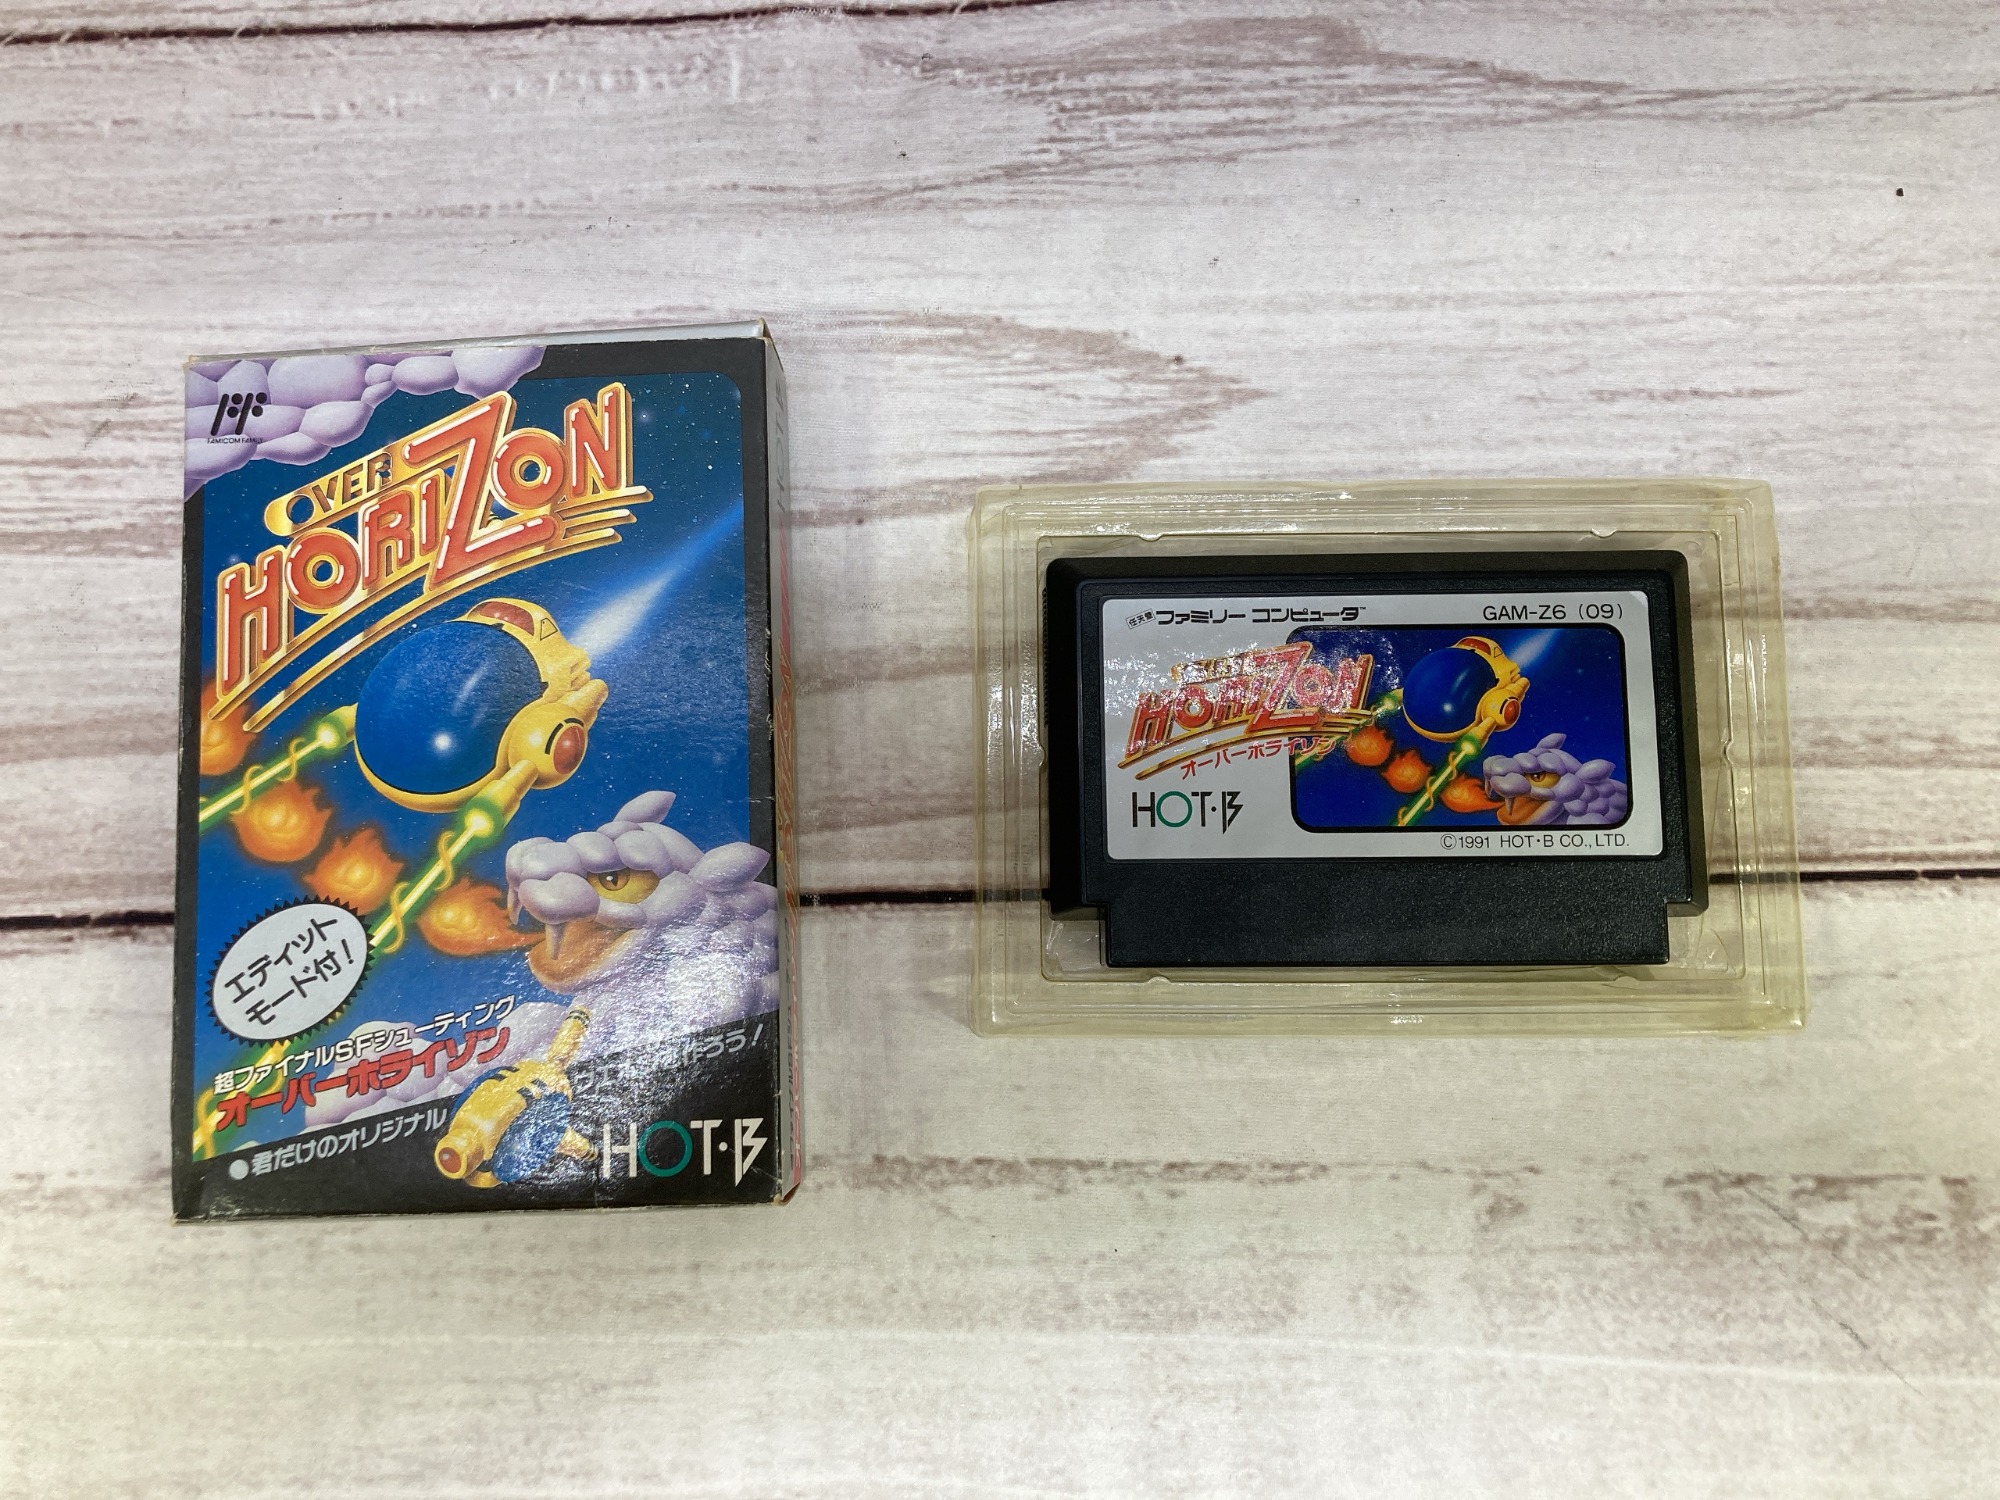 FAMICOM FAMILY
OVER
HORIZON
エディット
モード付!
超ファイナルSFシューティング
オーバーホライゾン
●君だけのオリジナル
作ろう!
HOT・B
任天堂 ファミリー コンピュータ™
GAM-Z6 (09)
OVER
HORIZON
オーバーホライゾン
HOT・B
©1991 HOT・B CO., LTD.